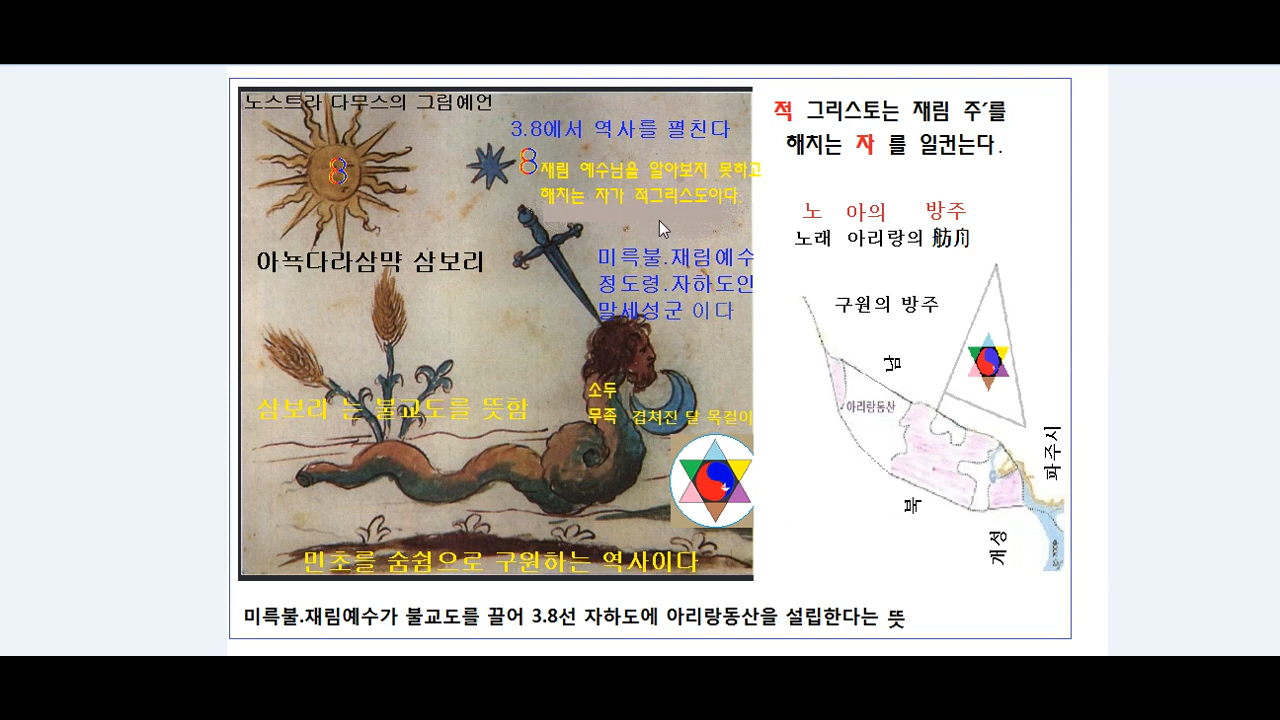 노스트라 다무스의 그림예언
3.8에서 역사를 펼친다
8
8
재림 예수님을 알아보지 못하고
해치는 자가 적그리스도이다.
아뇩다라삼먁 삼보리
미륵불.재림예수
정도령.자하도인
말세성군 이다
소두
무족 겹쳐진 달 목걸이
삼보리 는 불교도를 뜻함
민초를 숨쉼으로 구원하는 역사이다
적 그리스토는 재림 주′를
해치는 자 를 일컫는다.
노 아의 방주
노래 아리랑의 舫舟
구원의 방주
남
아리랑동산
북
파주시
개성
미륵불.재림예수가 불교도를 끌어 3.8선 자하도에 아리랑동산을 설립한다는 뜻